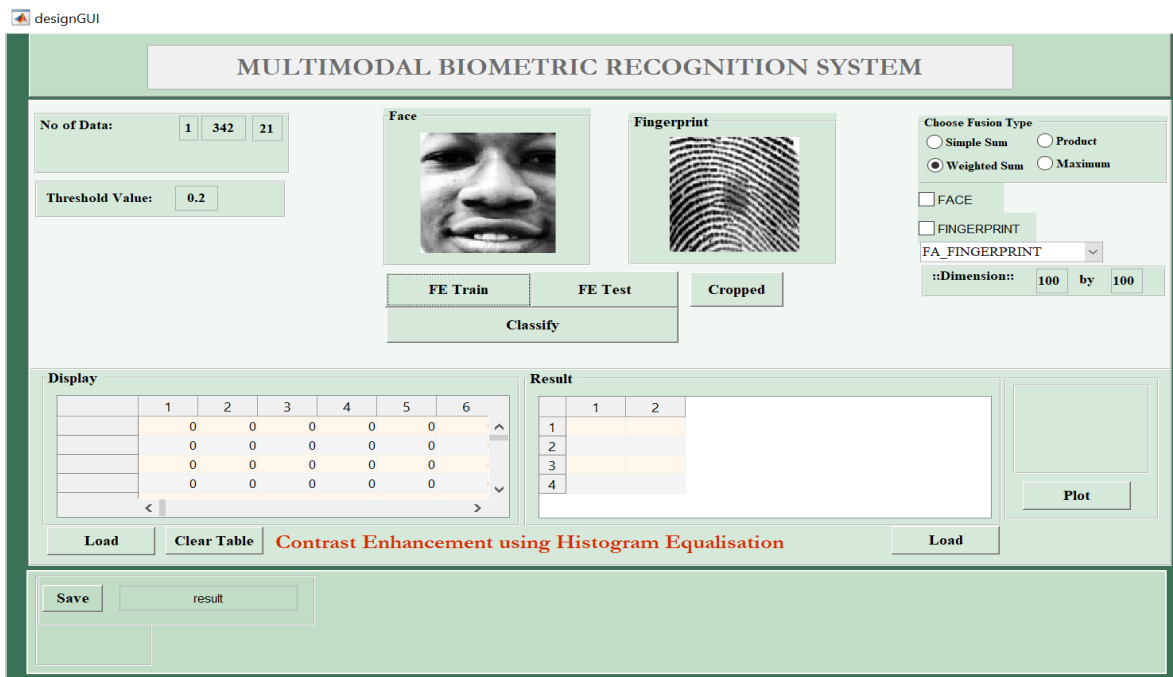 designGUI
MULTIMODAL BIOMETRIC RECOGNITION SYSTEM
No of Data: 1 342 21
Threshold Value: 0.2
Face
Fingerprint
Choose Fusion Type
Simple Sum Product
Weighted Sum Maximum
FACE
FINGERPRINT
FA_FINGERPRINT
::Dimension:: 100 by 100
FE Train FE Test Cropped
Classify
Display
1 2 3 4 5 6
0 0 0 0 0
0 0 0 0 0
0 0 0 0 0
0 0 0 0 0
Result
1 2
1
2
3
4
Plot
Load Clear Table Contrast Enhancement using Histogram Equalisation Load
Save result